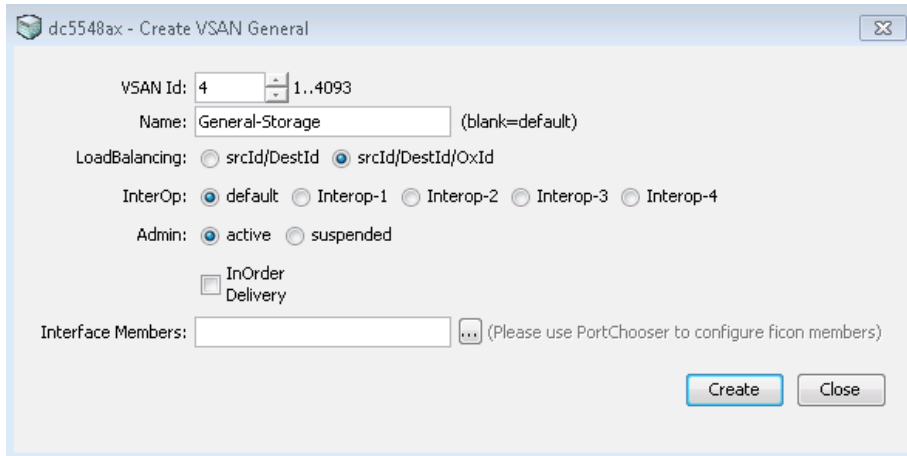 dc5548ax - Create VSAN General
VSAN Id: 4 1..4093
Name: General-Storage (blank=default)
LoadBalancing: srcId/DestId srcId/DestId/OxId
InterOp: default Interop-1 Interop-2 Interop-3 Interop-4
Admin: active suspended
InOrder
Delivery
Interface Members: ... (Please use PortChooser to configure ficon members)
Create Close